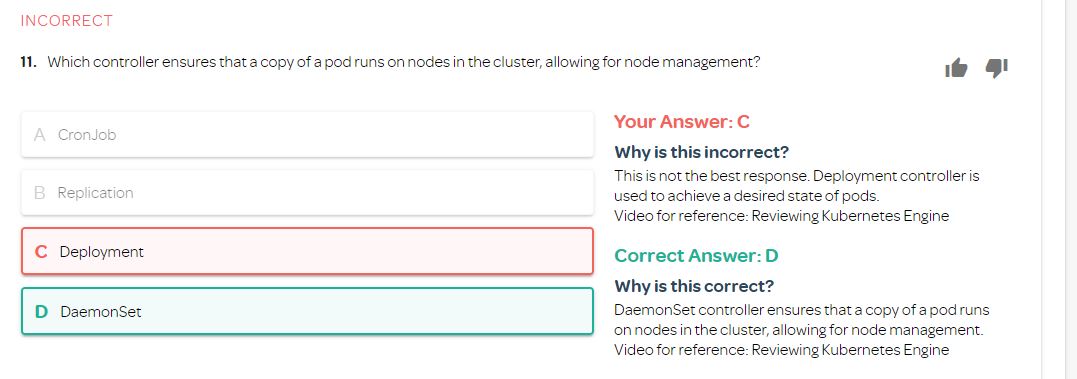 INCORRECT
11. Which controller ensures that a copy of a pod runs on nodes in the cluster, allowing for node management?
A CronJob
B Replication
C Deployment
D DaemonSet
Your Answer: C
Why is this incorrect?
This is not the best response. Deployment controller is
used to achieve a desired state of pods.
Video for reference: Reviewing Kubernetes Engine
Correct Answer: D
Why is this correct?
DaemonSet controller ensures that a copy of a pod runs
on nodes in the cluster, allowing for node management.
Video for reference: Reviewing Kubernetes Engine